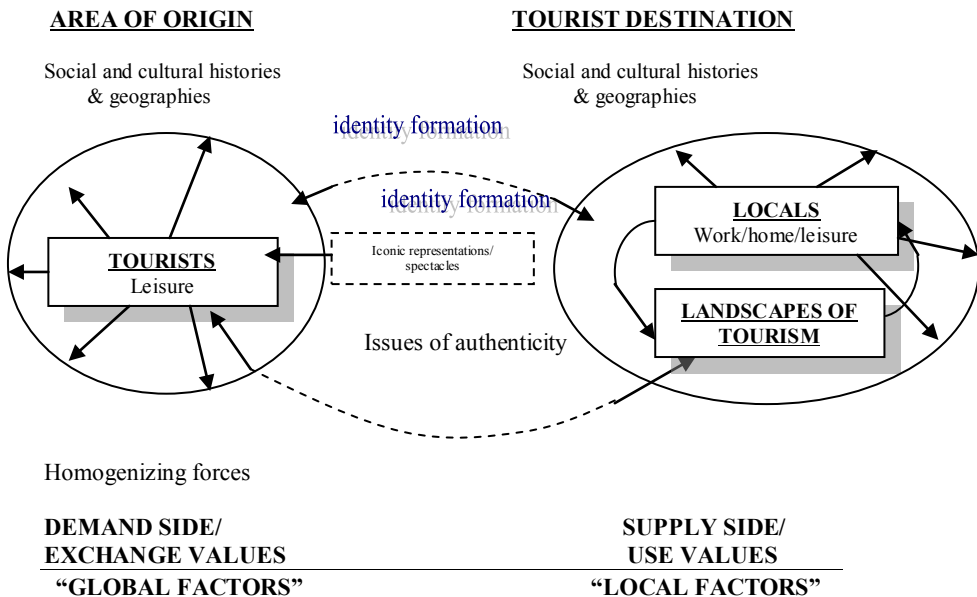 AREA OF ORIGIN
TOURIST DESTINATION
Social and cultural histories
& geographies
Social and cultural histories
& geographies
identity formation
identity formation
Iconic representations/
spectacles
TOURISTS
Leisure
LOCALS
Work/home/leisure
LANDSCAPES OF
TOURISM
Issues of authenticity
Homogenizing forces
DEMAND SIDE/
EXCHANGE VALUES
SUPPLY SIDE/
USE VALUES
“GLOBAL FACTORS”
“LOCAL FACTORS”